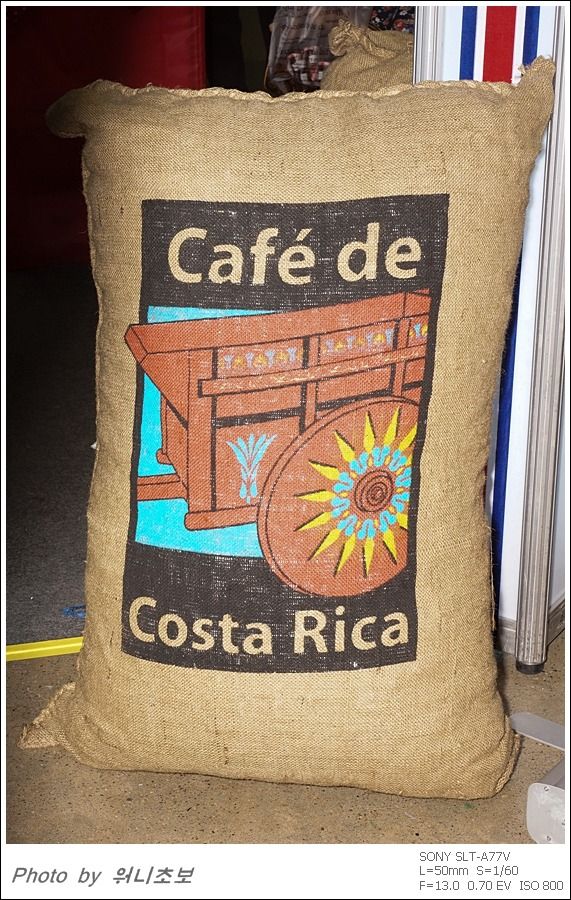 Café de
Costa Rica
Photo by 워니초보
SONY SLT-A77V
L=50mm S=1/60
F=13.0 0.70 EV ISO 800